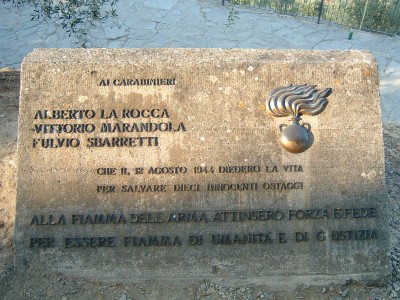 AI CARABINIERI
ALBERTO LA ROCCA
VITTORIO MARANDOLA
FULVIO SBARRETTI
CHE IL 12 AGOSTO 1944 DIEDERO LA VITA
PER SALVARE DIECI INNOCENTI OSTAGGI
ALLA FIAMMA DELL'ARMA ATTINSERO FORZA E FEDE
PER ESSERE FIAMMA DI UMANITÀ E DI GIUSTIZIA